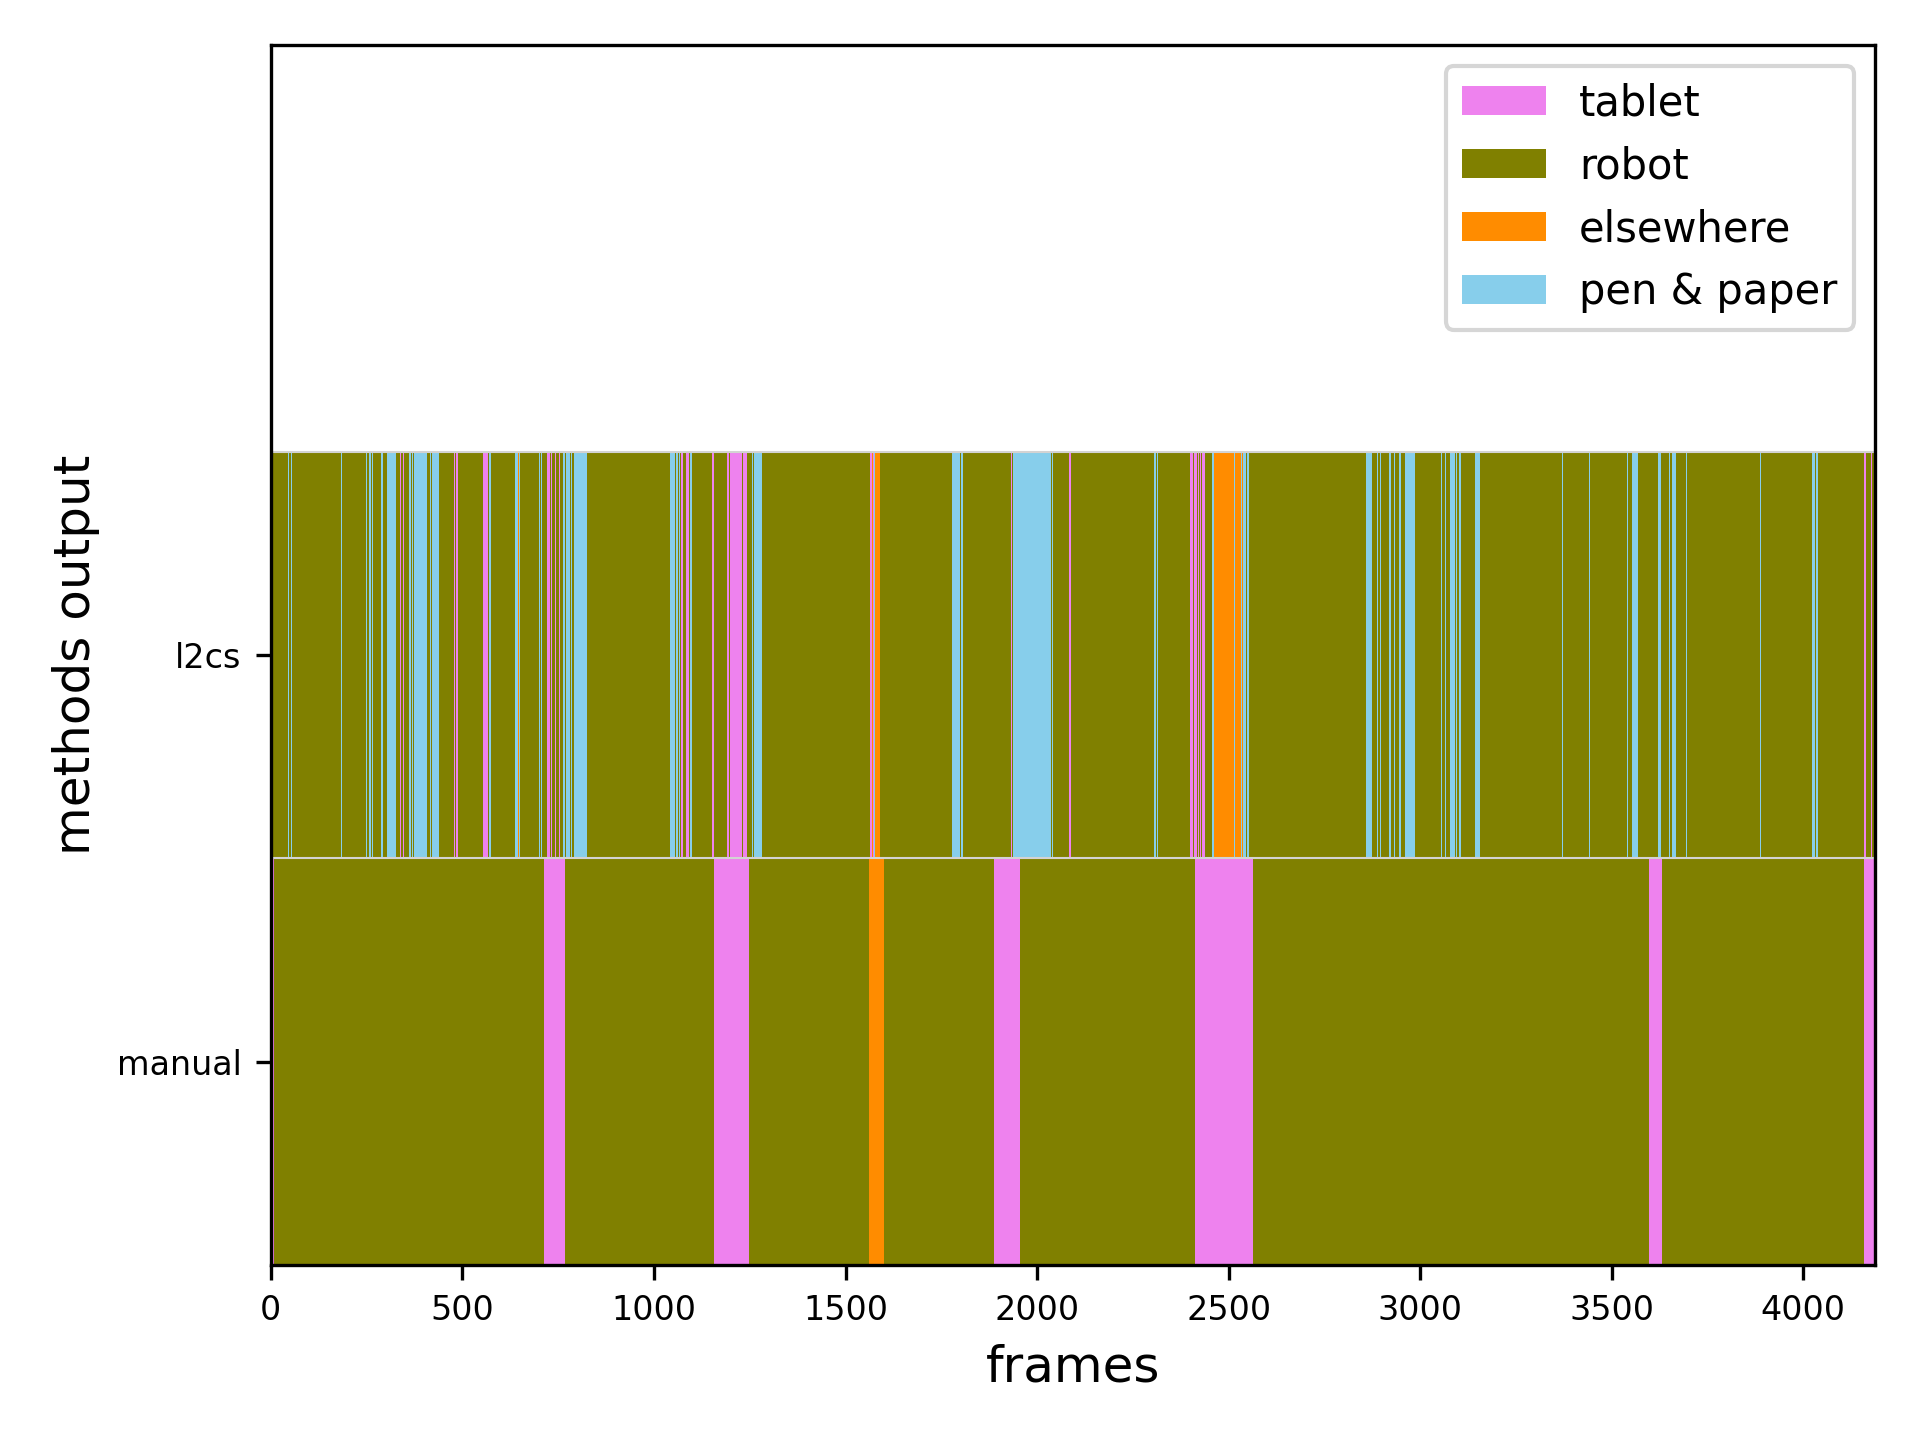 tablet
robot
elsewhere
pen & paper
methods output
l2cs
manual
0 500 1000 1500 2000 2500 3000 3500 4000
frames